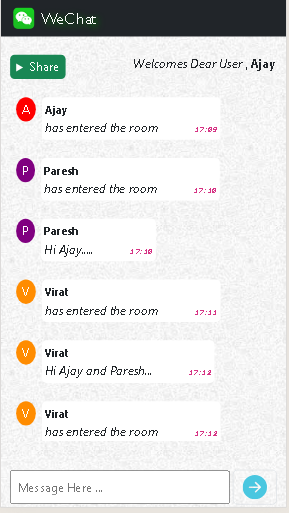 WeChat
Share
Welcomes Dear User , Ajay
A
Ajay
has entered the room 17:09
P
Paresh
has entered the room 17:10
P
Paresh
Hi Ajay..... 17:10
V
Virat
has entered the room 17:11
V
Virat
Hi Ajay and Paresh... 17:12
V
Virat
has entered the room 17:12
Message Here ...